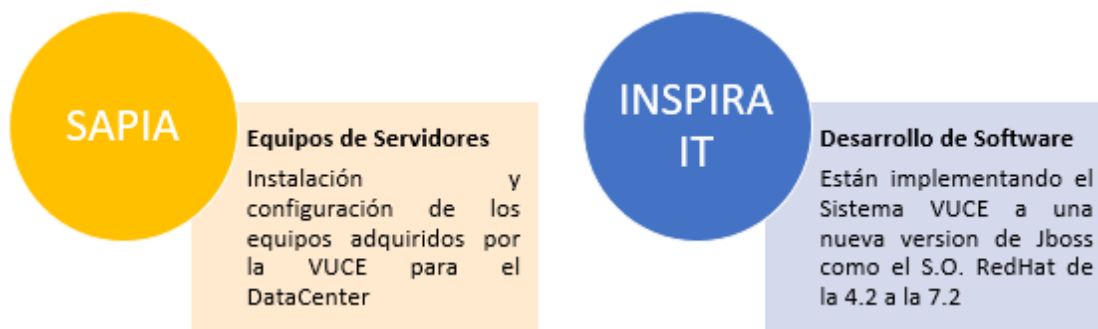 SAPIA
Equipos de Servidores
Instalación y
configuración de los
equipos adquiridos por
la VUCE para el
DataCenter
INSPIRA
IT
Desarrollo de Software
Están implementando el
Sistema VUCE a una
nueva version de Jboss
como el S.O. RedHat de
la 4.2 a la 7.2